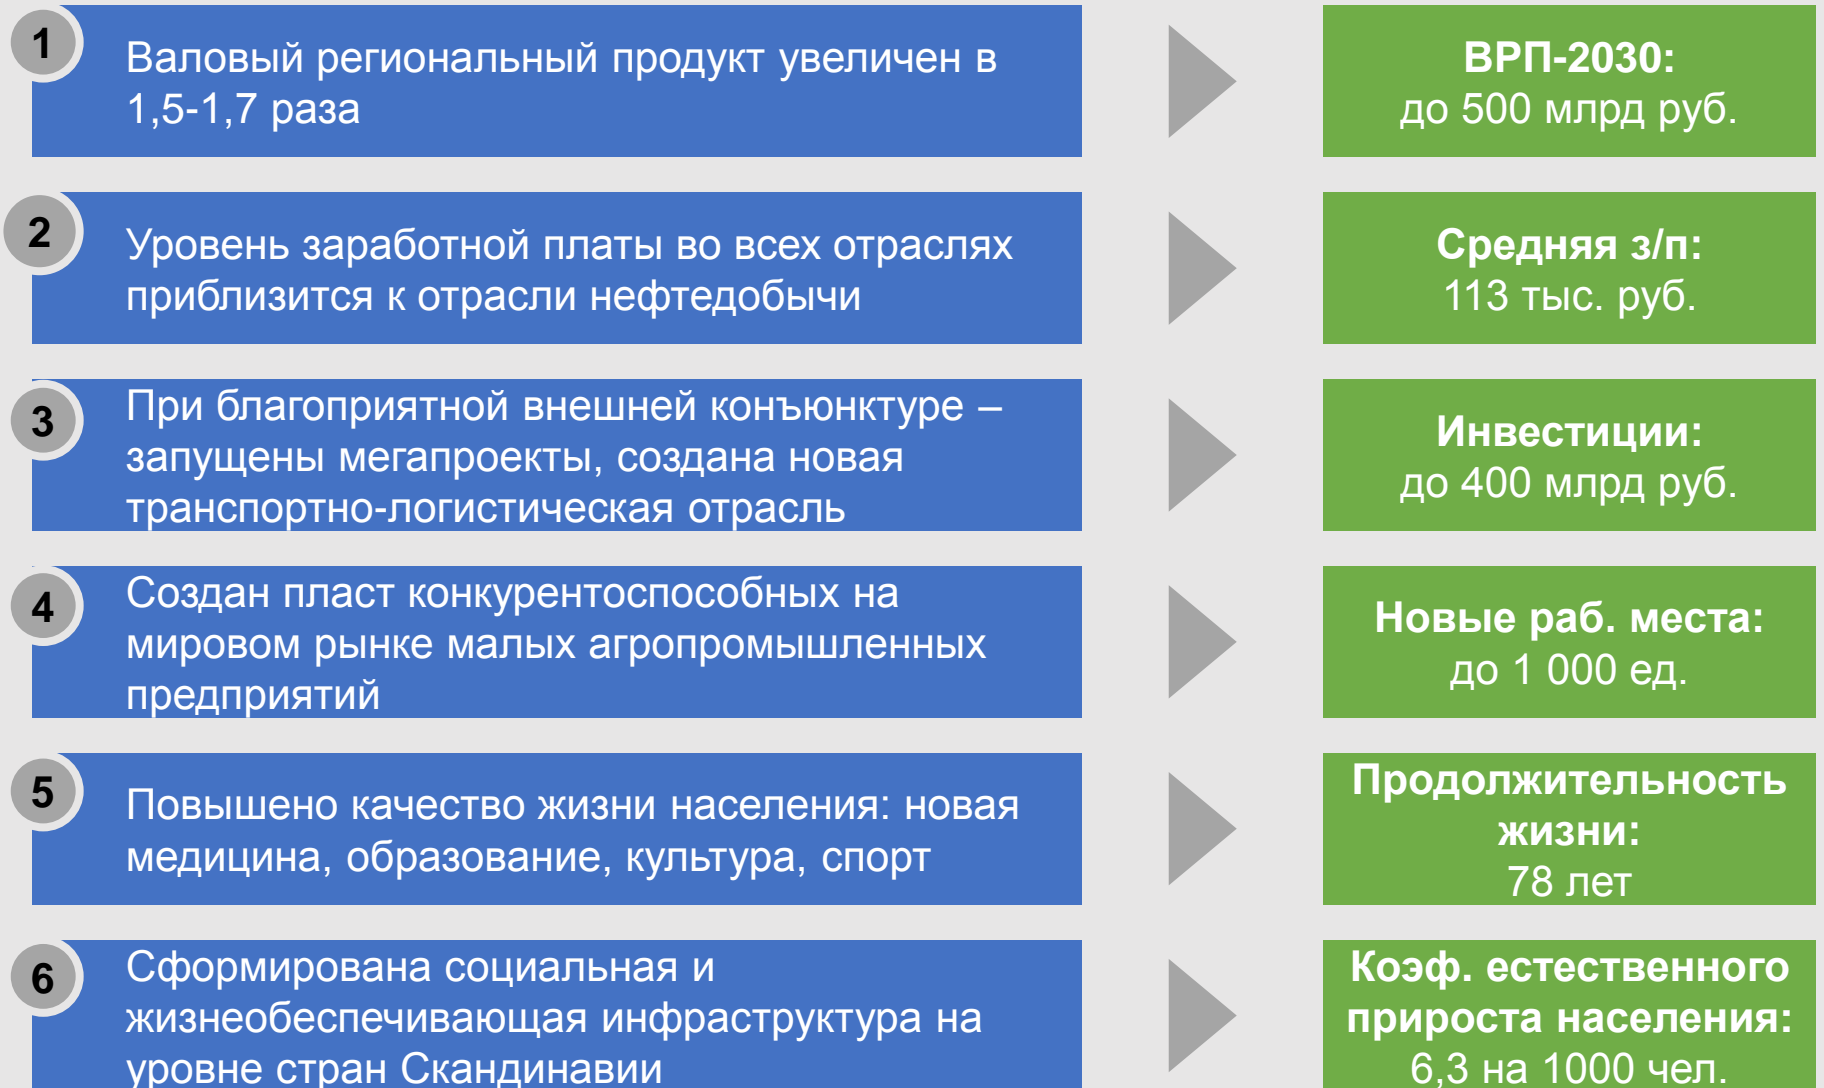 1
Валовый региональный продукт увеличен в
1,5-1,7 раза
ВРП-2030:
до 500 млрд руб.
2
Уровень заработной платы во всех отраслях
приблизится к отрасли нефтедобычи
Средняя з/п:
113 тыс. руб.
3
При благоприятной внешней конъюнктуре –
запущены мегапроекты, создана новая
транспортно-логистическая отрасль
Инвестиции:
до 400 млрд руб.
4
Создан пласт конкурентоспособных на
мировом рынке малых агропромышленных
предприятий
Новые раб. места:
до 1 000 ед.
5
Повышено качество жизни населения: новая
медицина, образование, культура, спорт
Продолжительность
жизни:
78 лет
6
Сформирована социальная и
жизнеобеспечивающая инфраструктура на
уровне стран Скандинавии
Коэф. естественного
прироста населения:
6,3 на 1000 чел.